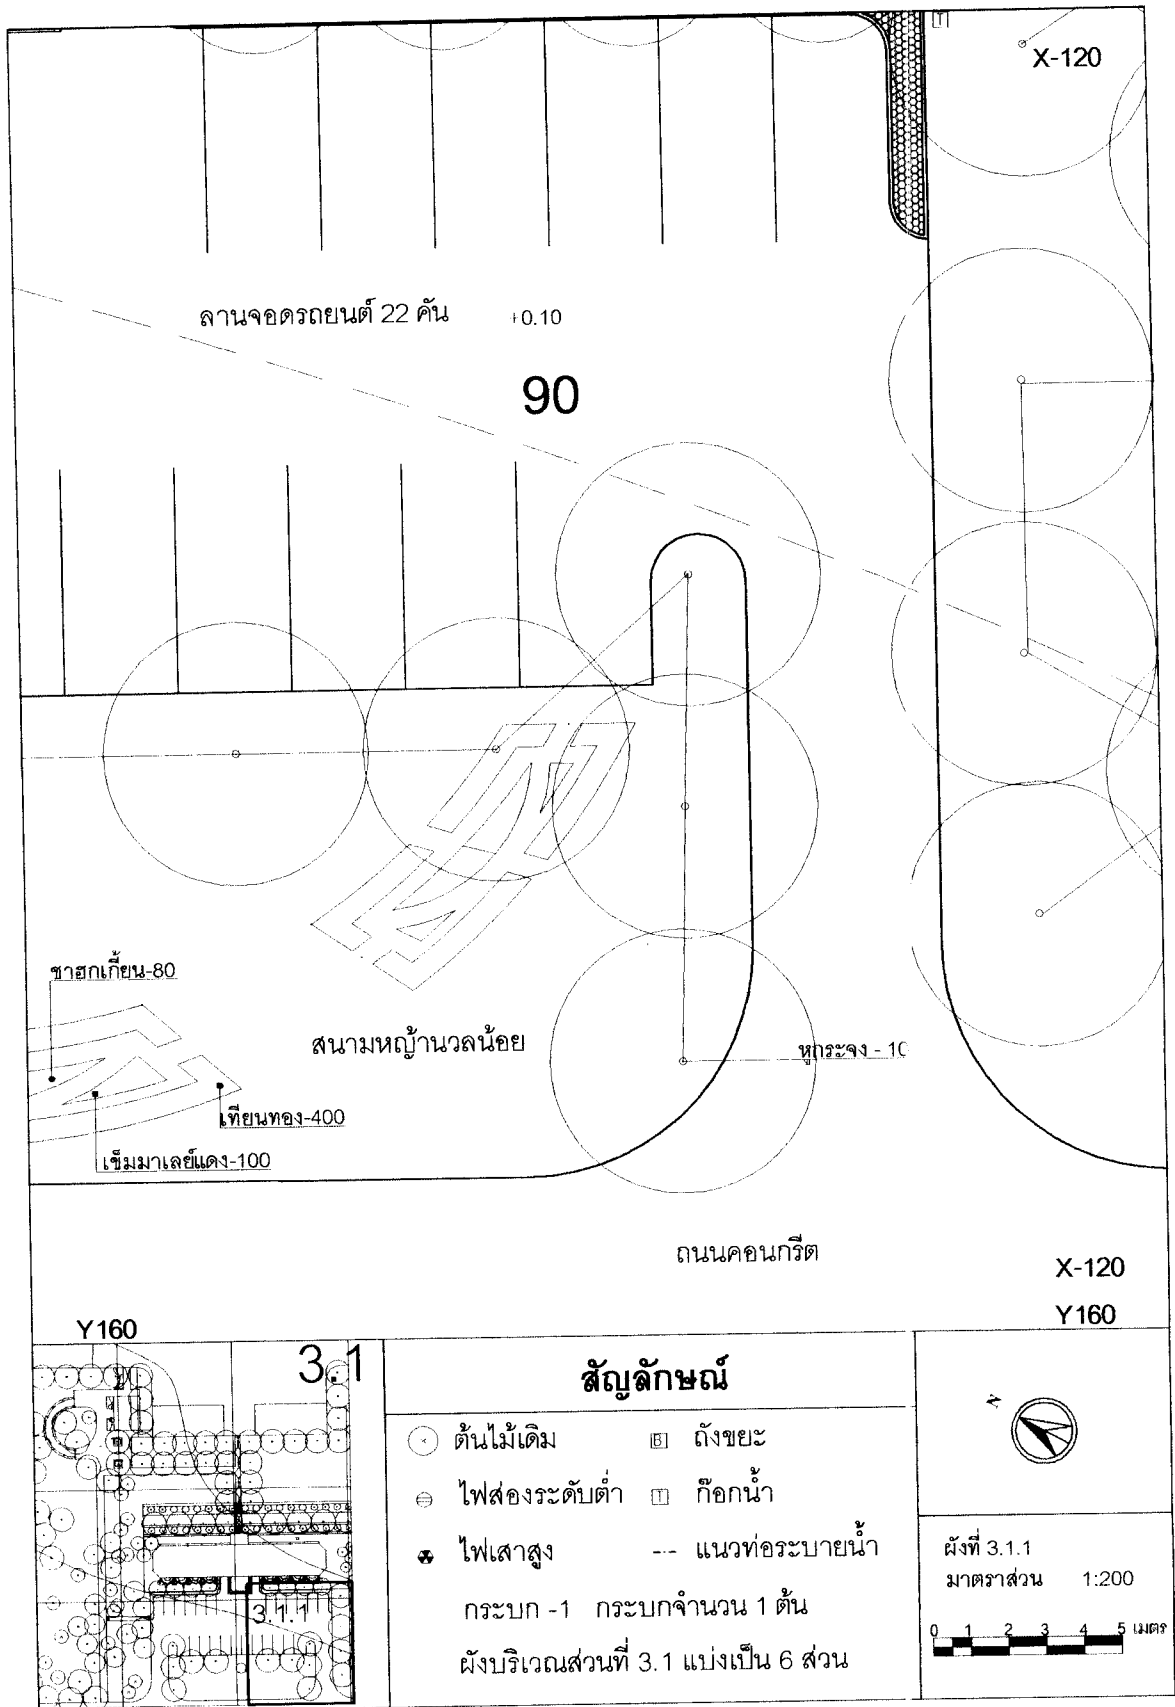 T
X-120
ลานจอดรถยนต์ 22 คัน +0.10
90
ชาฮกเกี้ยน-80
สนามหญ้านวลน้อย
หูกระจง - 10
เทียนทอง-400
เข็มมาเลย์แดง-100
ถนนคอนกรีต
X-120
Y160
Y160
3.1
3.1.1
สัญลักษณ์
ต้นไม้เดิม B ถังขยะ
ไฟส่องระดับต่ำ T ก๊อกน้ำ
ไฟเสาสูง --- แนวท่อระบายน้ำ
กระบก -1 กระบกจำนวน 1 ต้น
ผังบริเวณส่วนที่ 3.1 แบ่งเป็น 6 ส่วน
N
ผังที่ 3.1.1
มาตราส่วน 1:200
0 1 2 3 4 5 เมตร